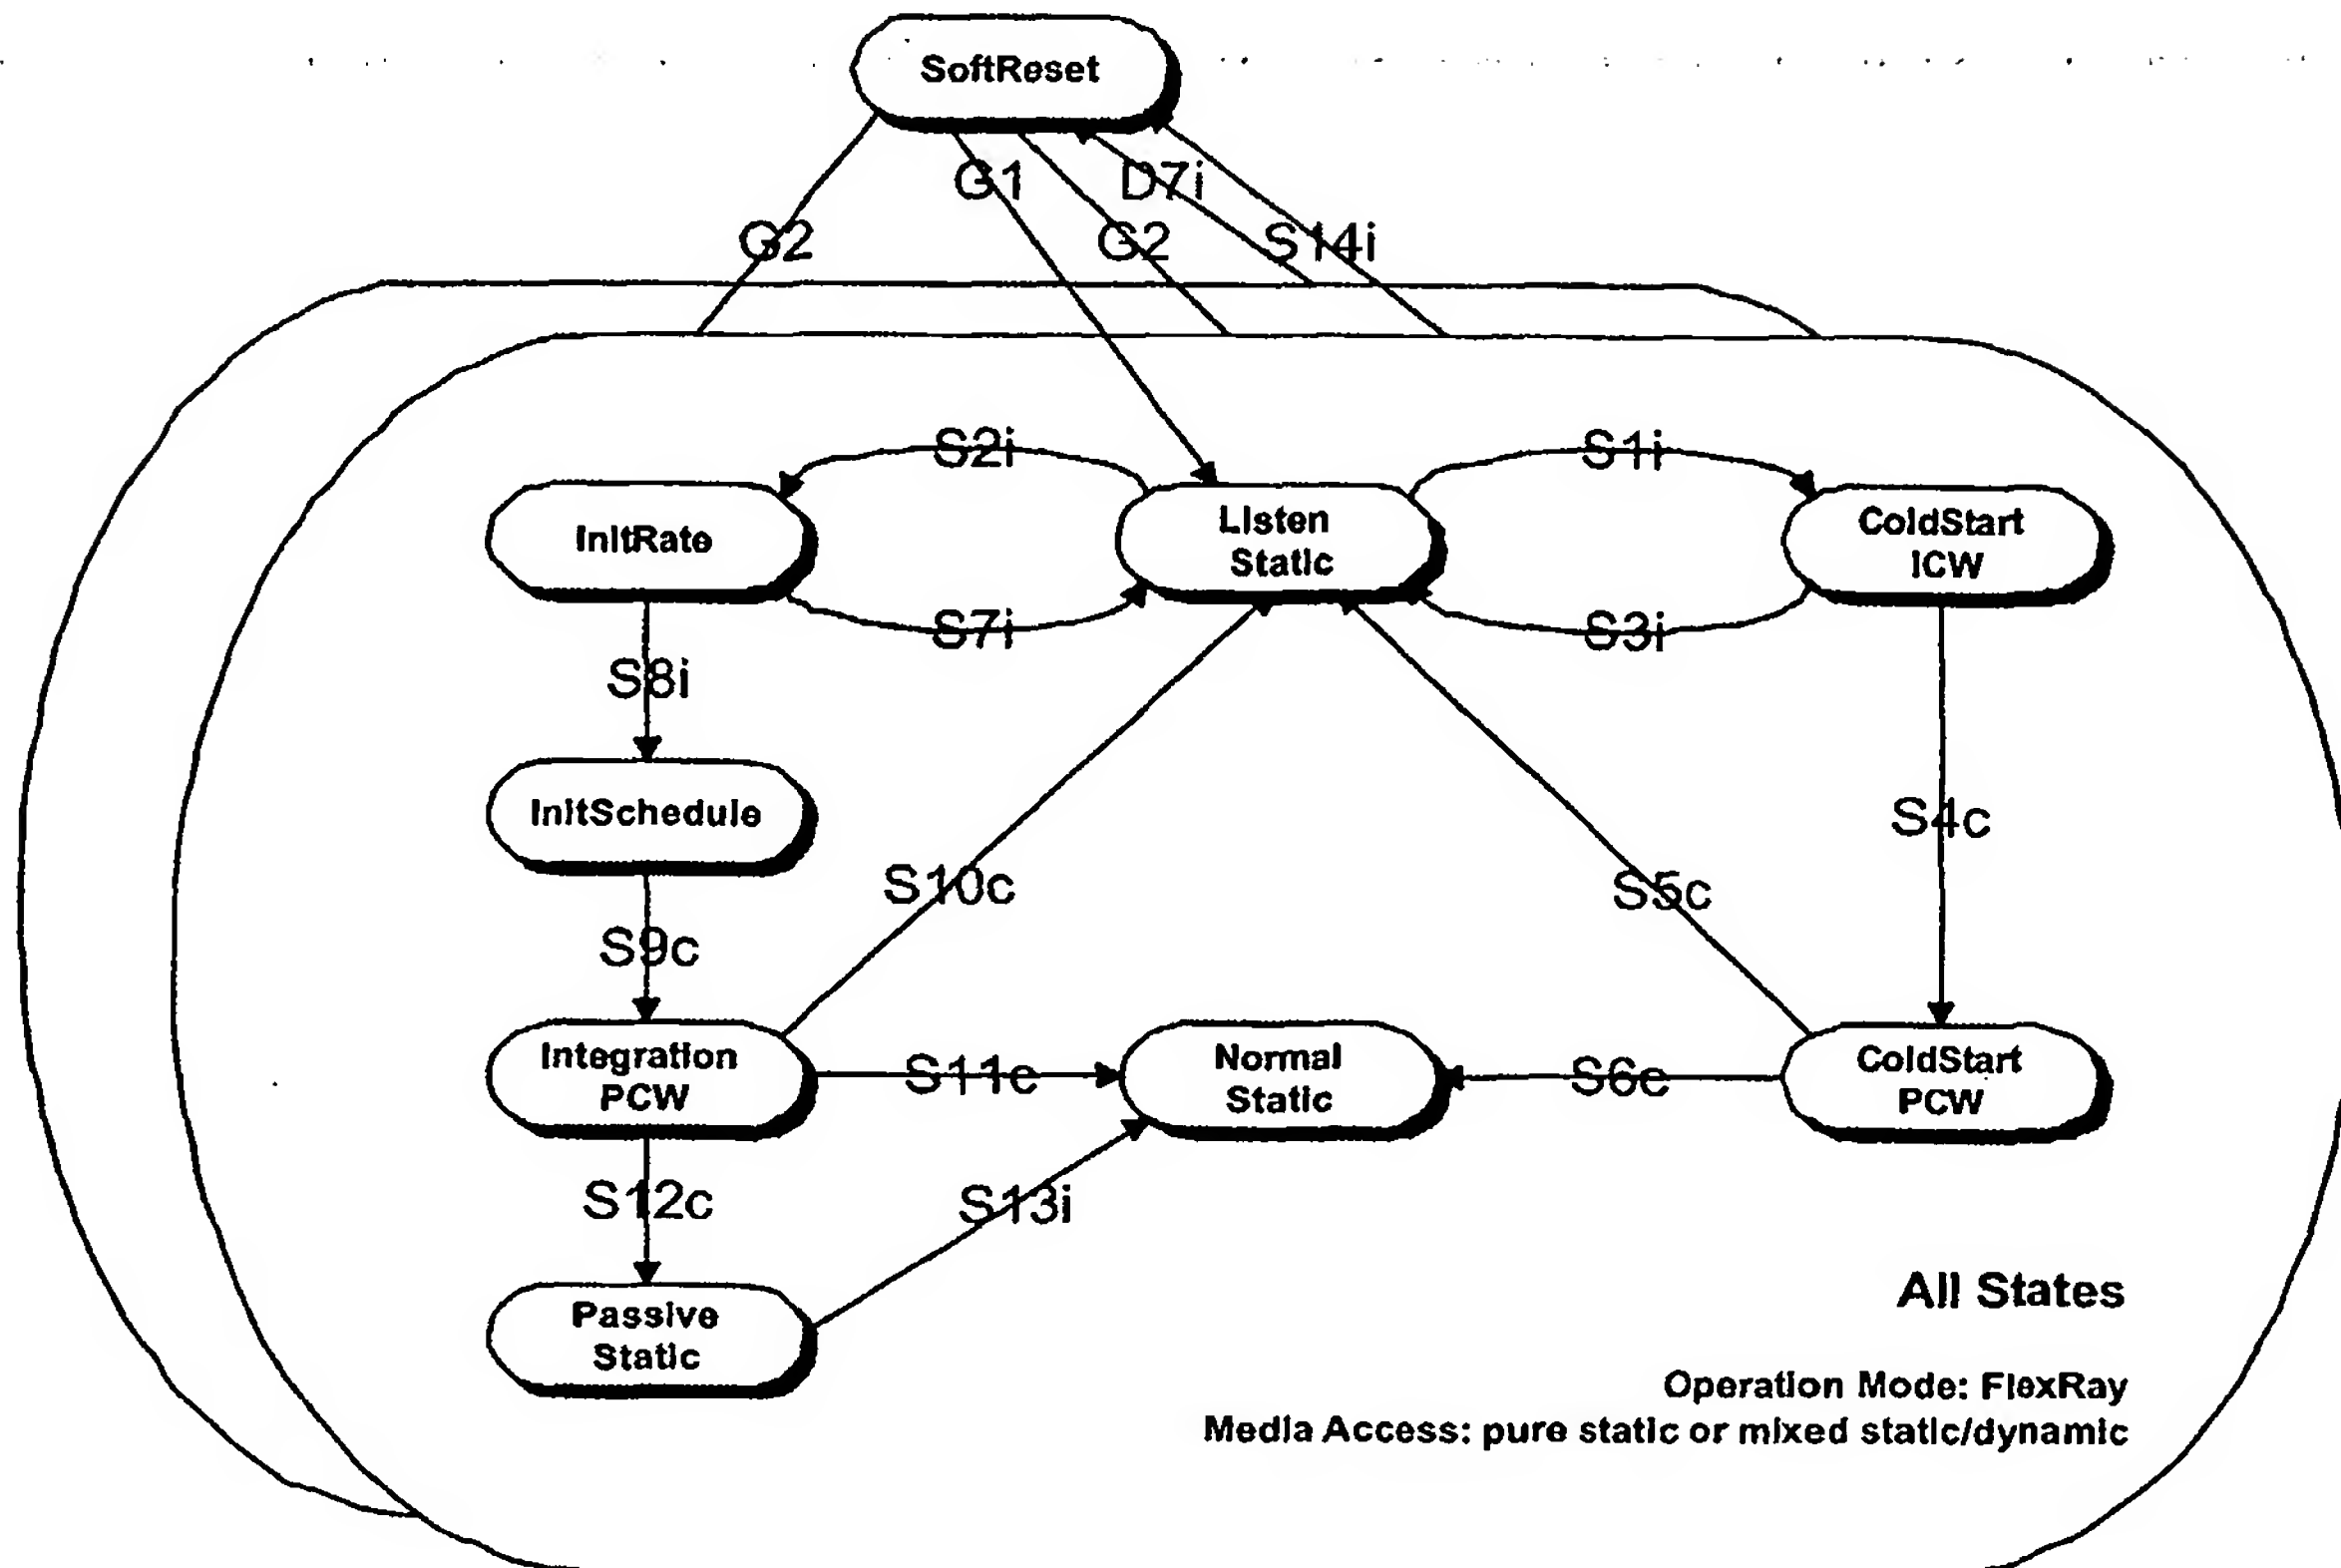 SoftReset
G1
D7i
G2
G2
S14i
S2i
S1i
InitRate
Listen
Static
ColdStart
ICW
S7i
S3i
S8i
InitSchedule
S4c
S10c
S5c
S9c
Integration
PCW
S11c
Normal
Static
S6c
ColdStart
PCW
S12c
S13i
Passive
Static
All States
Operation Mode: FlexRay
Media Access: pure static or mixed static/dynamic